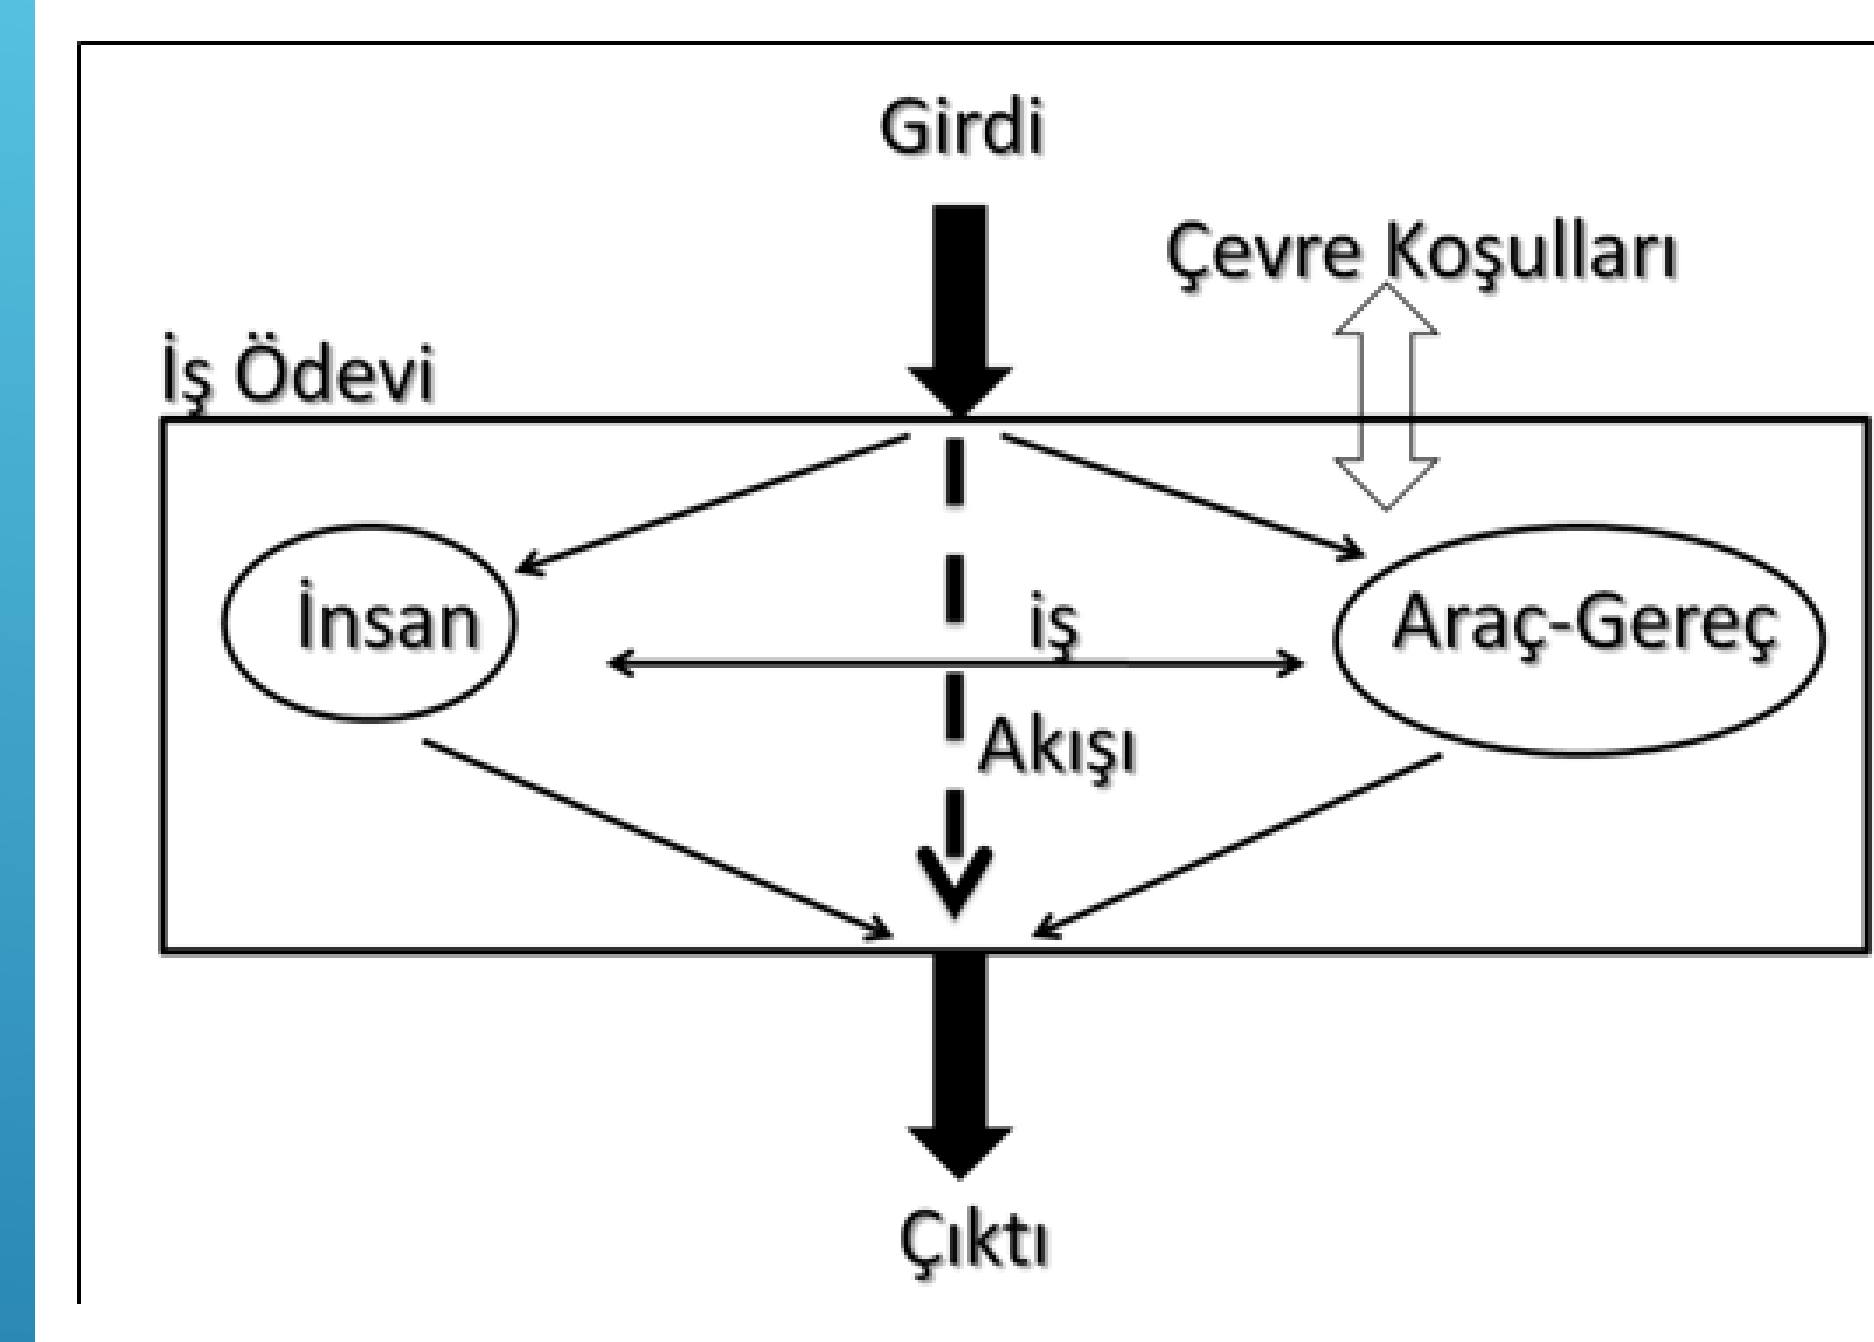 Girdi
Çevre Koşulları
İş Ödevi
İnsan
iş
Araç-Gereç
Akışı
Çıktı